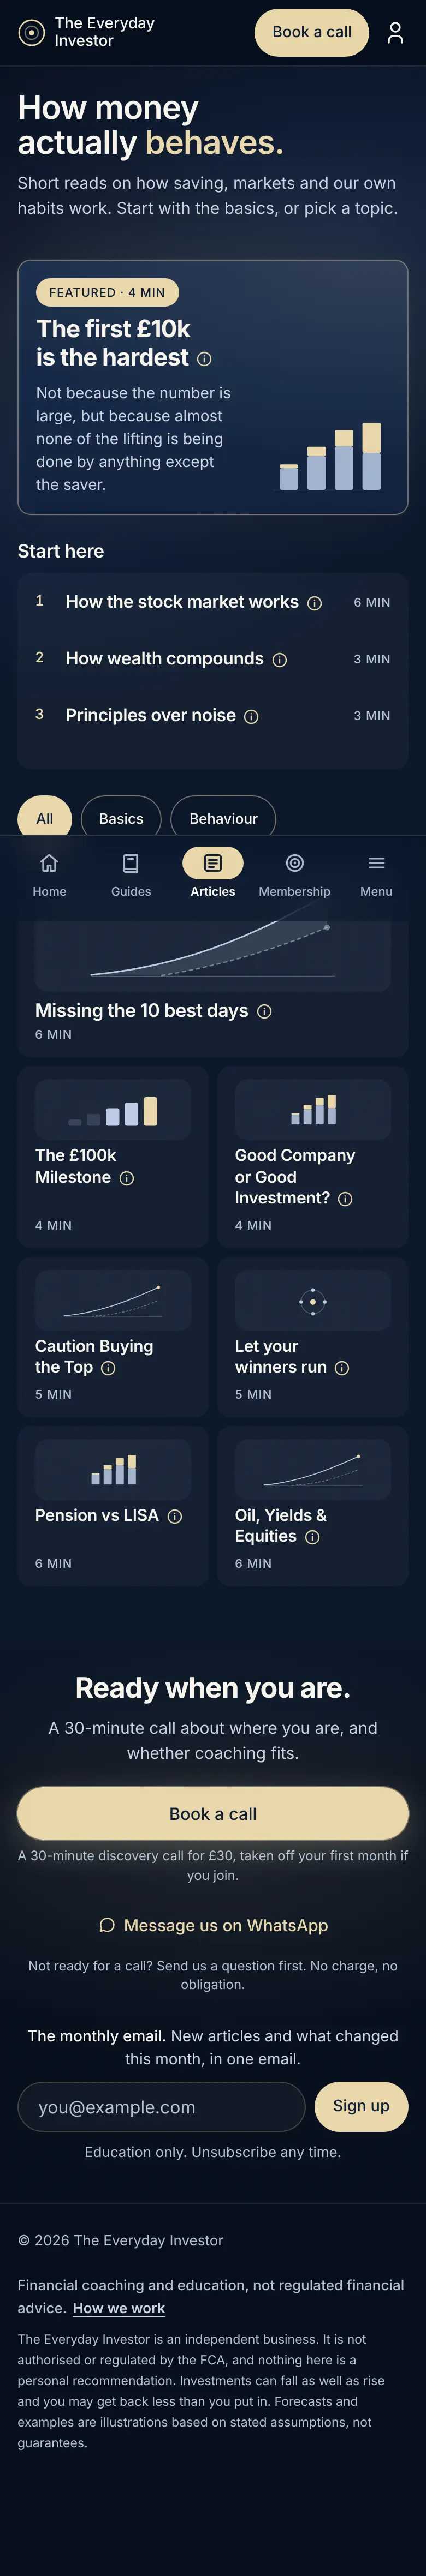 The Everyday
Investor
Book a call
How money
actually behaves.
Short reads on how saving, markets and our own
habits work. Start with the basics, or pick a topic.
FEATURED · 4 MIN
The first £10k
is the hardest
Not because the number is
large, but because almost
none of the lifting is being
done by anything except
the saver.
Start here
1 How the stock market works 6 MIN
2 How wealth compounds 3 MIN
3 Principles over noise 3 MIN
All Basics Behaviour
Home Guides Articles Membership Menu
Missing the 10 best days
6 MIN
The £100k
Milestone
4 MIN
Good Company
or Good
Investment?
4 MIN
Caution Buying
the Top
5 MIN
Let your
winners run
5 MIN
Pension vs LISA
6 MIN
Oil, Yields &
Equities
6 MIN
Ready when you are.
A 30-minute call about where you are, and
whether coaching fits.
Book a call
A 30-minute discovery call for £30, taken off your first month if
you join.
Message us on WhatsApp
Not ready for a call? Send us a question first. No charge, no
obligation.
The monthly email. New articles and what changed
this month, in one email.
you@example.com
Sign up
Education only. Unsubscribe any time.
© 2026 The Everyday Investor
Financial coaching and education, not regulated financial
advice. How we work
The Everyday Investor is an independent business. It is not
authorised or regulated by the FCA, and nothing here is a
personal recommendation. Investments can fall as well as rise
and you may get back less than you put in. Forecasts and
examples are illustrations based on stated assumptions, not
guarantees.